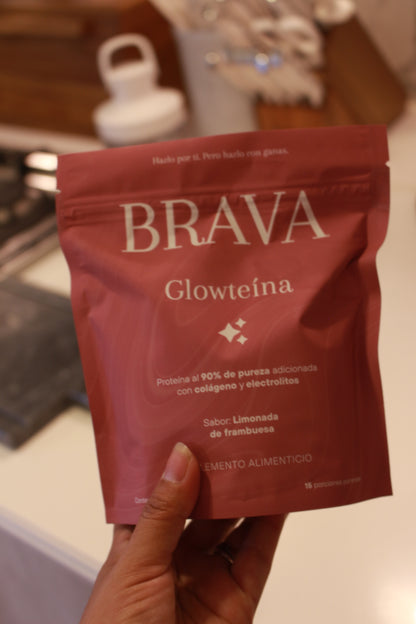 Hazlo por ti. Pero hazlo con ganas.
BRAVA
Glowteína
Proteína al 90% de pureza adicionada
con colágeno y electrolitos
Sabor: Limonada
de frambuesa
LEMENTO ALIMENTICIO
15 porciones